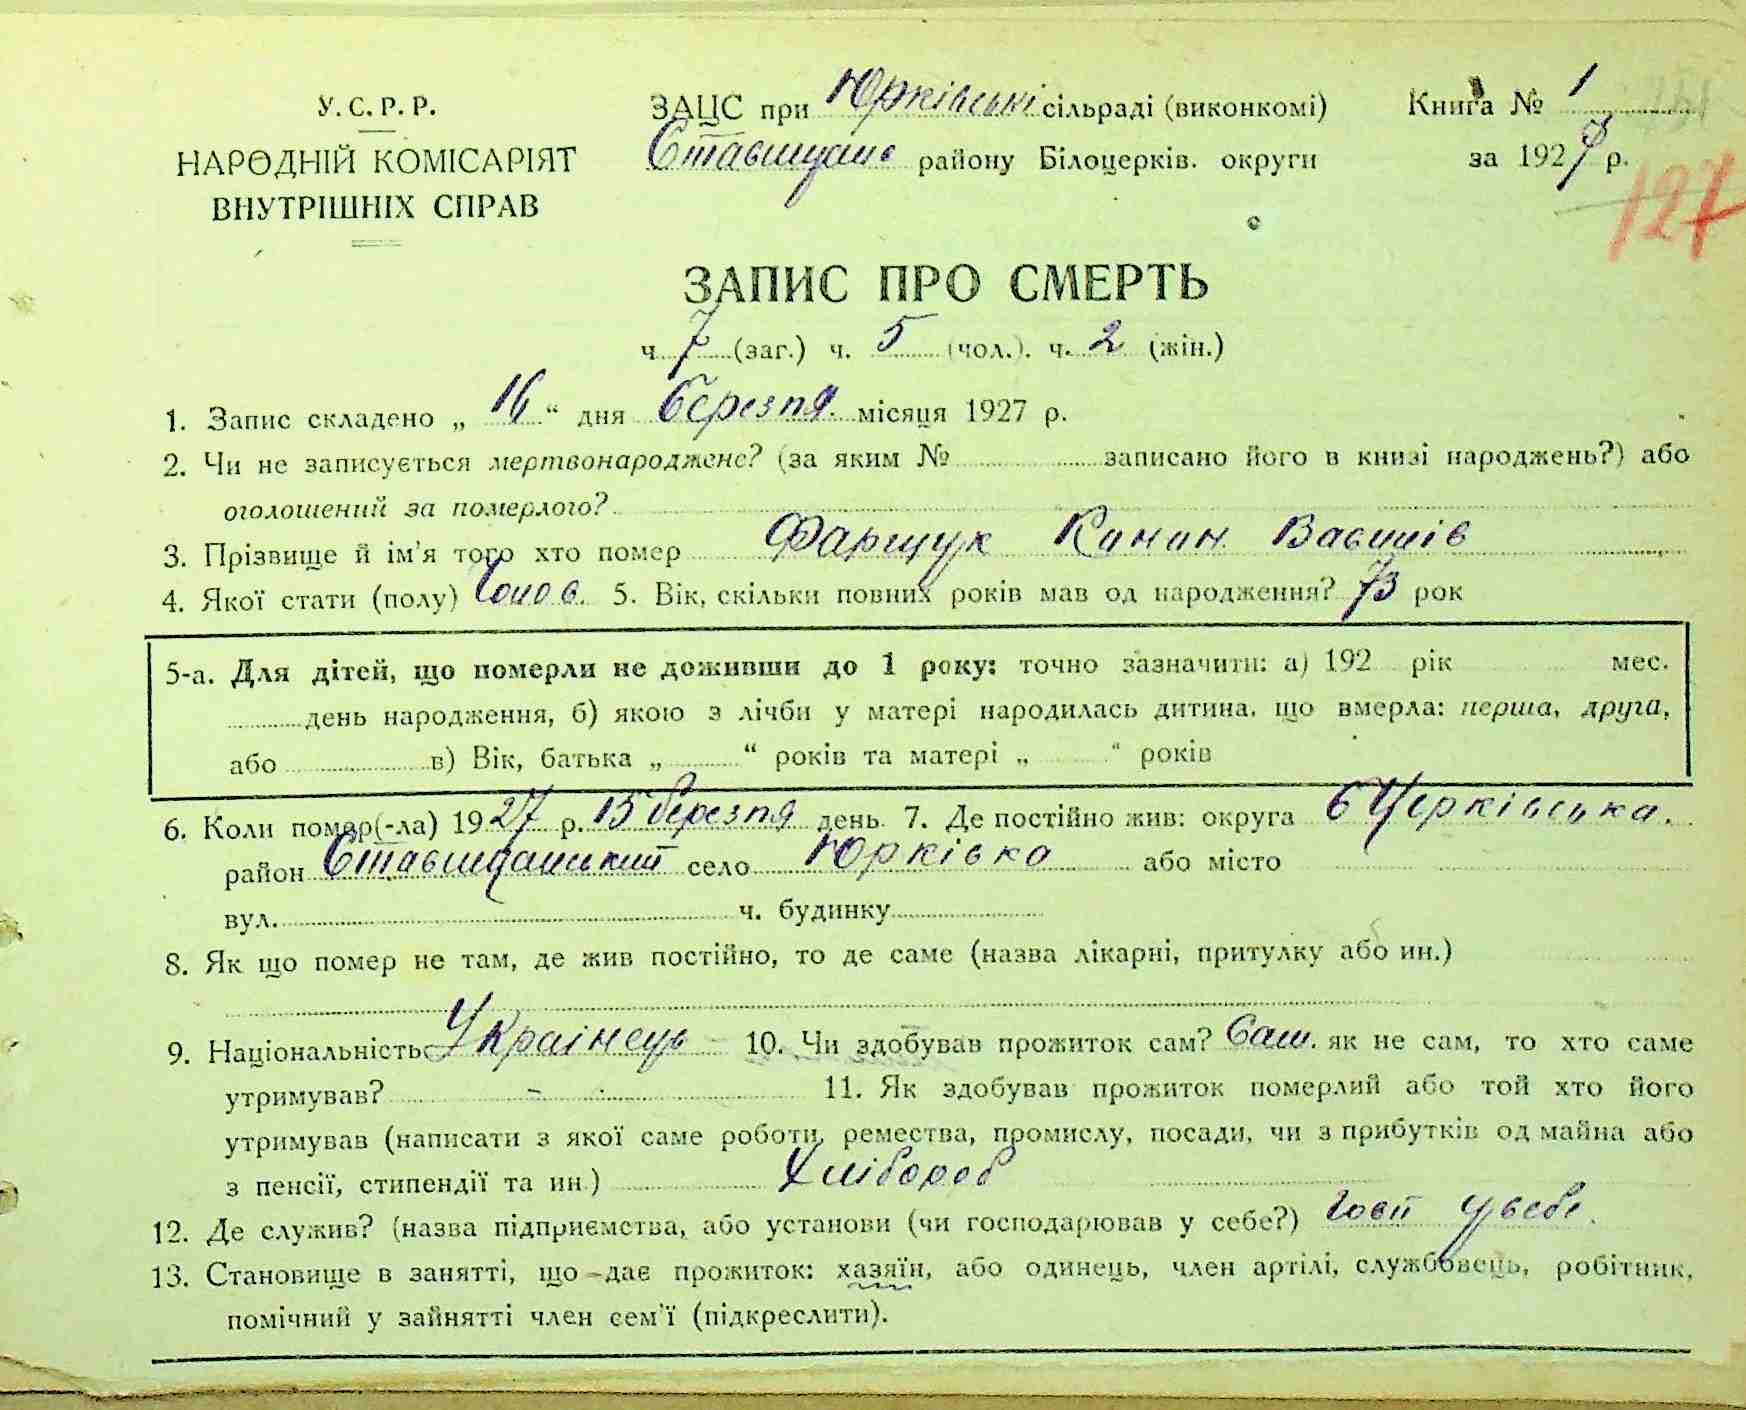 У. С. Р. Р.
НАРОДНІЙ КОМІСАРІЯТ
ВНУТРІШНІХ СПРАВ
ЗАЦС при Юрківські сільраді (виконкомі)
Ставищан. району Білоцерків. округи
Книга № 1
за 1927 р.
127
ЗАПИС ПРО СМЕРТЬ
ч. 7 (заг.) ч. 5 (чол.). ч. 2 (жін.)
1. Запис складено „ 16 “ дня березня місяця 1927 р.
2. Чи не записується мертвонароджене? (за яким № записано його в книзі народжень?) або
оголошений за померлого?
3. Прізвище й ім'я того хто помер Фарщук Канан Василів
4. Якої стати (полу) Чолов. 5. Вік, скільки повних років мав од народження? 73 рок
5-а. Для дітей, що померли не доживши до 1 року: точно зазначити: а) 192 рік мес.
день народження, б) якою з лічби у матері народилась дитина, що вмерла: перша, друга,
або в) Вік, батька „ “ років та матері „ “ років
6. Коли помер(-ла) 1927 р. 15 березня день. 7. Де постійно жив: округа БЦерківська.
район Ставищанський село Юрківка або місто
вул. ч. будинку
8. Як що помер не там, де жив постійно, то де саме (назва лікарні, притулку або ин.)
9. Національність Украінець 10. Чи здобував прожиток сам? Сам. як не сам, то хто саме
утримував? - 11. Як здобував прожиток померлий або той хто його
утримував (написати з якої саме роботи, ремества, промислу, посади, чи з прибутків од майна або
з пенсії, стипендії та ин.) Хлібороб
12. Де служив? (назва підприємства, або установи (чи господарював у себе?) у себе.
13. Становище в занятті, що дає прожиток: хазяїн, або одинець, член артілі, службовець, робітник,
помічний у зайнятті член сем'ї (підкреслити).